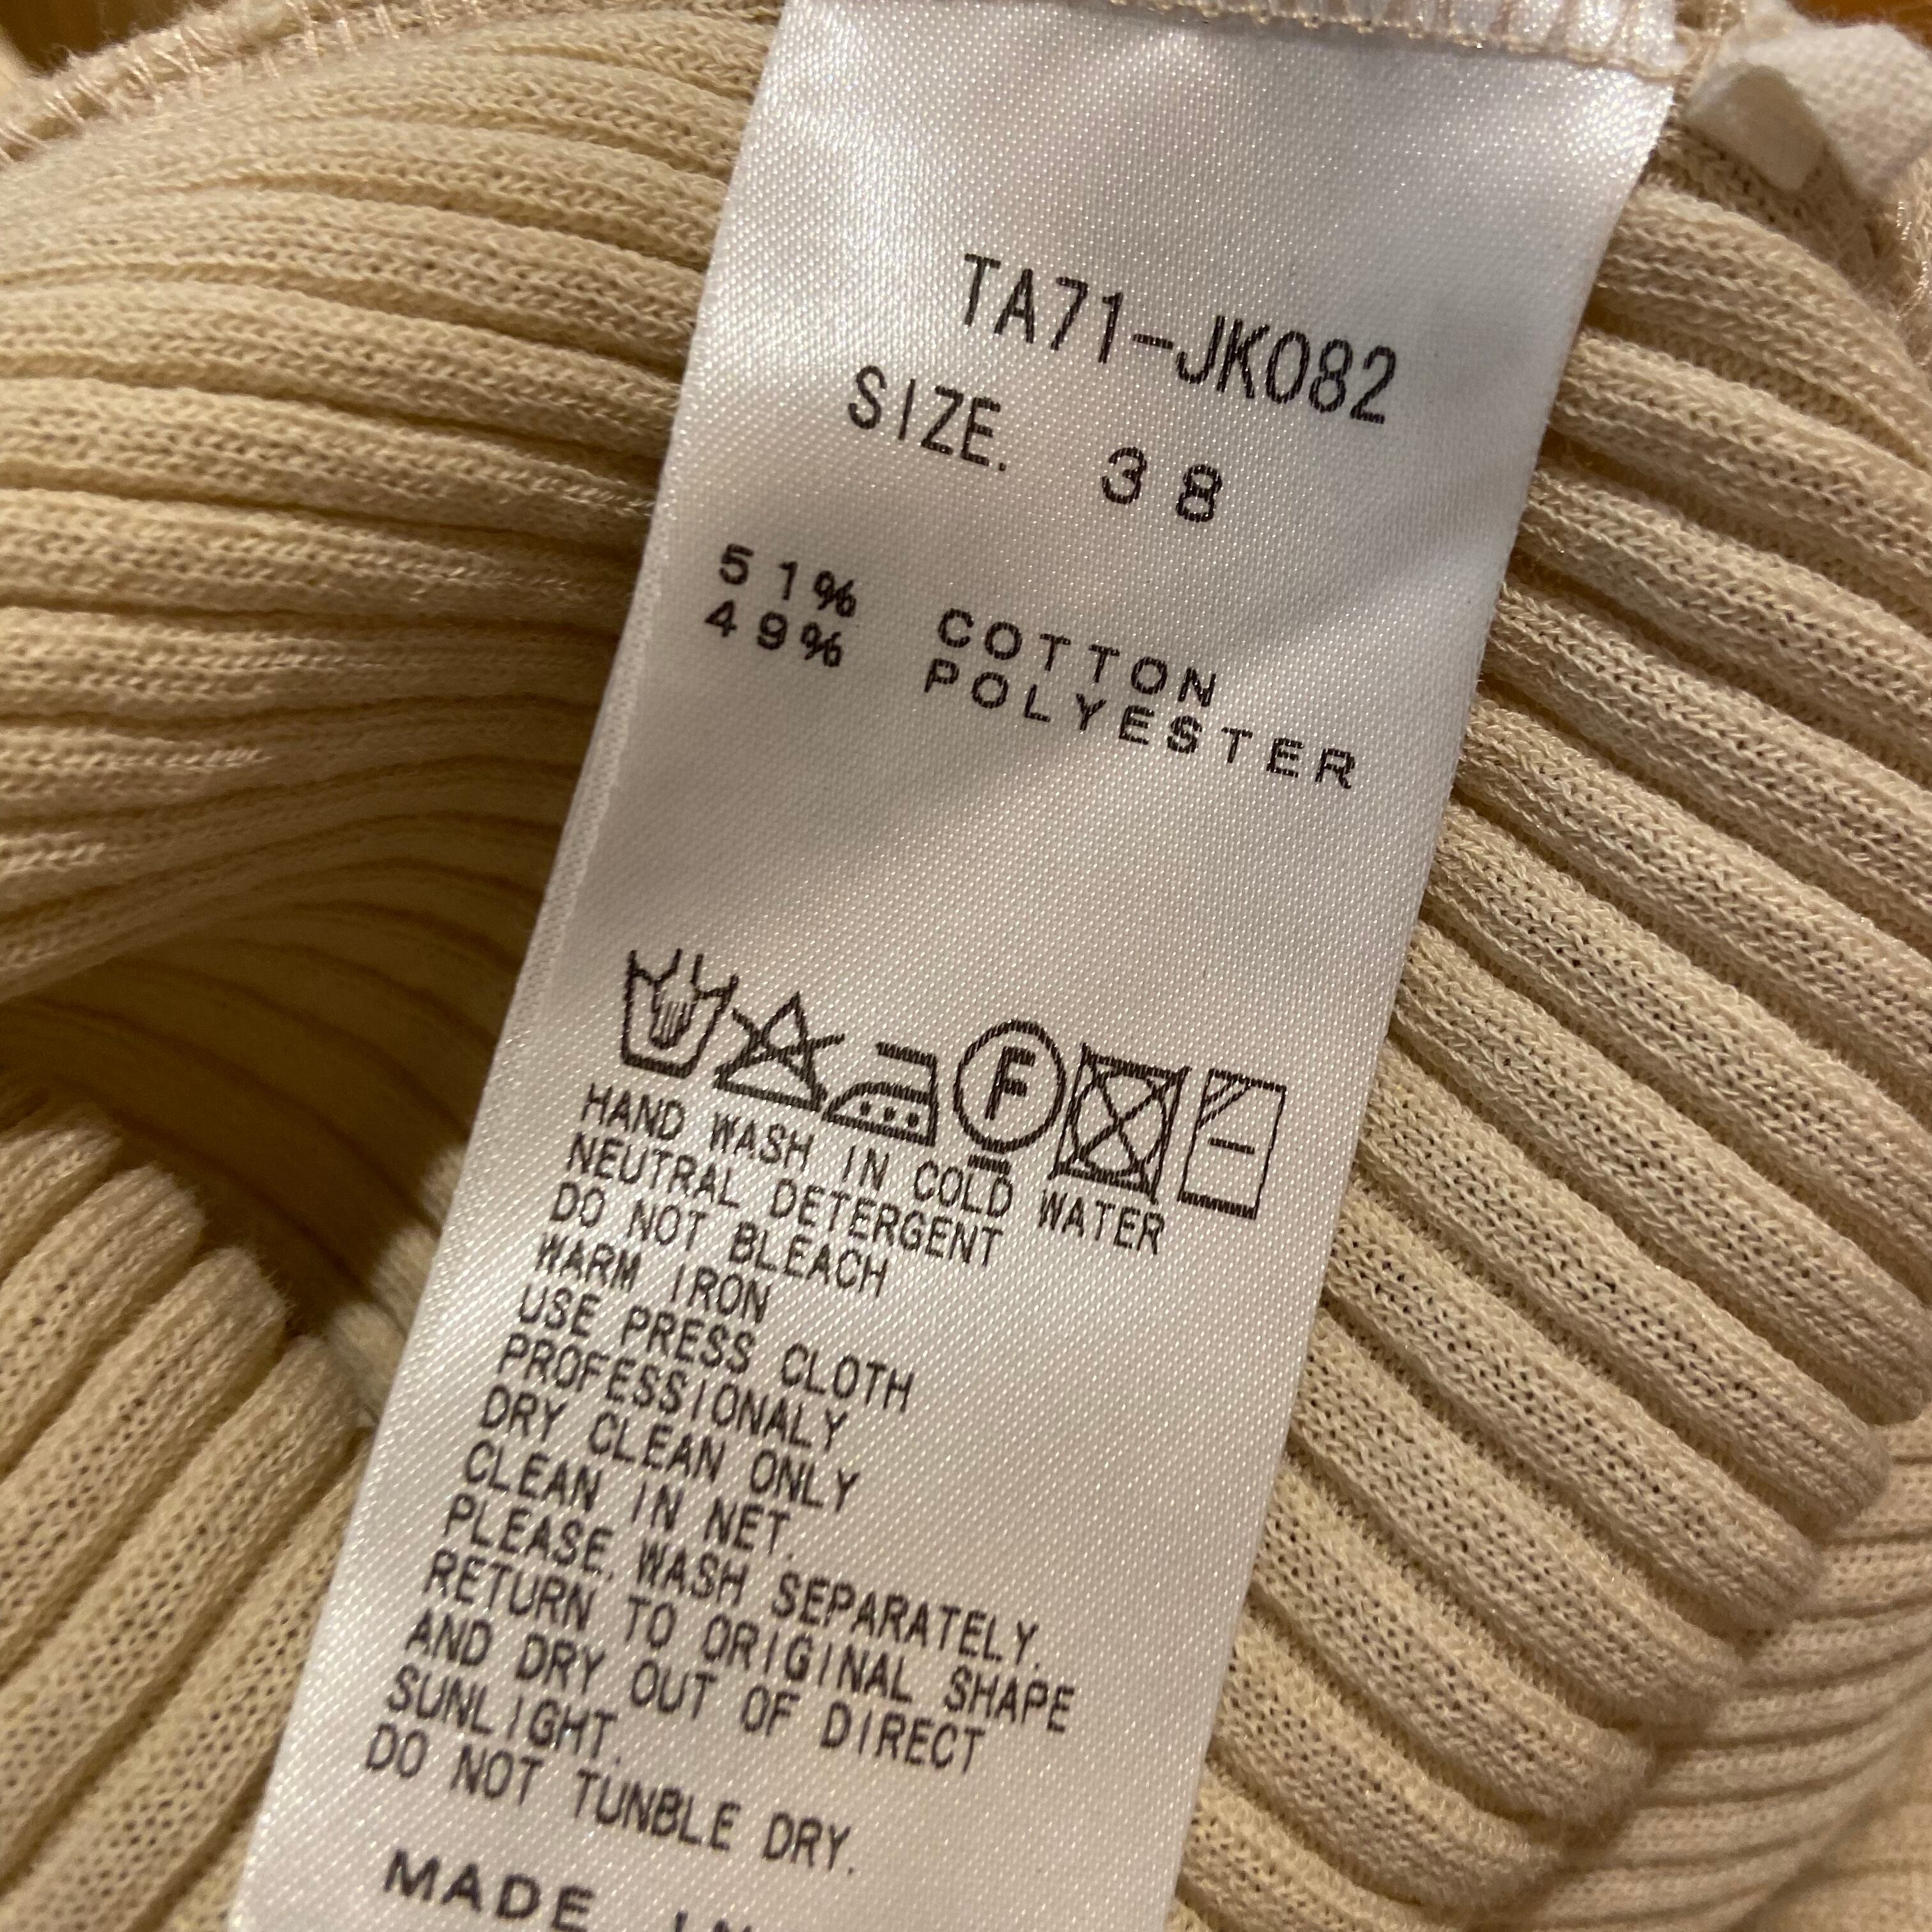 TA71-JK082
SIZE. 38
51% COTTON
49% POLYESTER
F
HAND WASH IN COLD WATER
NEUTRAL DETERGENT
DO NOT BLEACH
WARM IRON
USE PRESS CLOTH
PROFESSIONALY
DRY CLEAN ONLY
CLEAN IN NET.
PLEASE WASH SEPARATELY.
RETURN TO ORIGINAL SHAPE
AND DRY OUT OF DIRECT
SUNLIGHT.
DO NOT TUNBLE DRY.
MADE IN